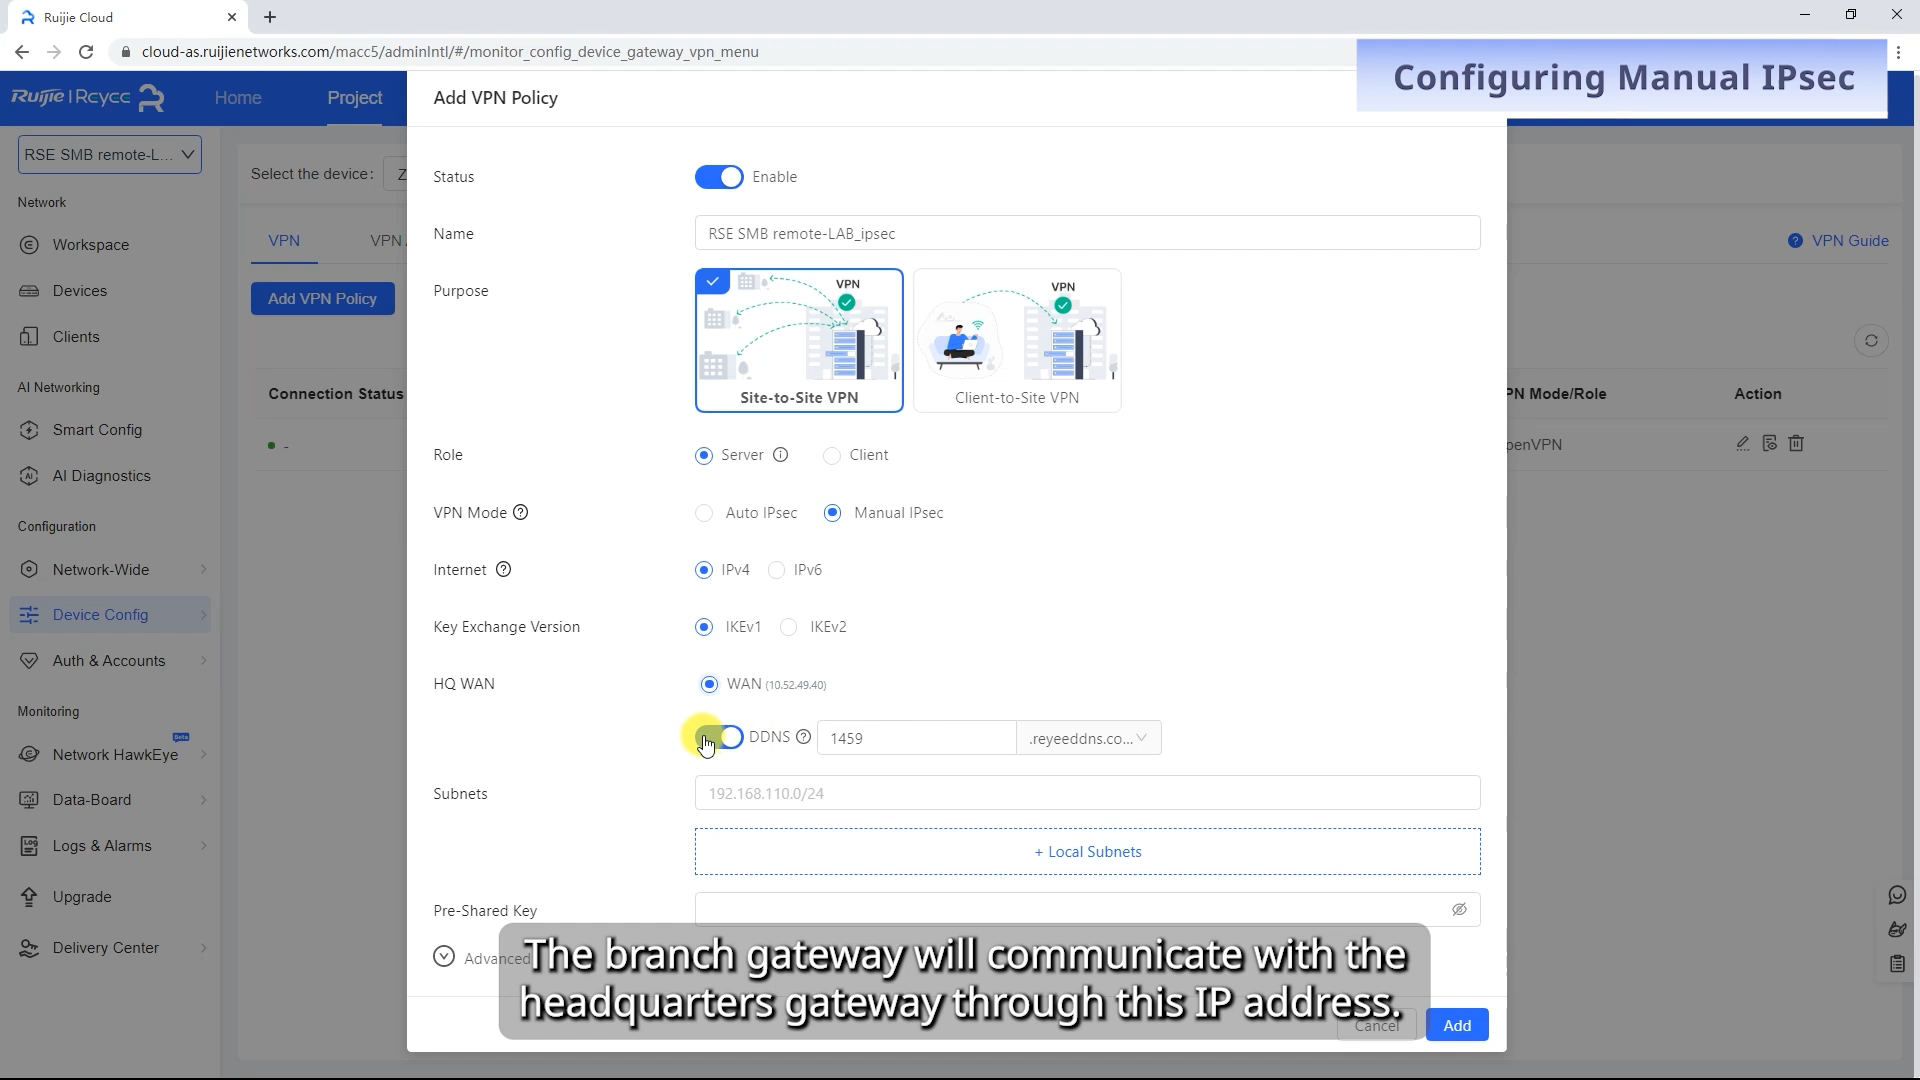 Ruijie Cloud
cloud-as.ruijienetworks.com/macc5/adminIntl/#/monitor_config_device_gateway_vpn_menu
Configuring Manual IPsec
Ruijie | Reyee
Home
Project
Add VPN Policy
RSE SMB remote-L...
Select the device:
Z
Network
Workspace
Devices
Clients
AI Networking
Smart Config
AI Diagnostics
Configuration
Network-Wide
Device Config
Auth & Accounts
Monitoring
Beta
Network HawkEye
Data-Board
Logs & Alarms
Upgrade
Delivery Center
VPN
VPN
VPN Guide
Add VPN Policy
Connection Status
-
PN Mode/Role
Action
penVPN
Status
Enable
Name
RSE SMB remote-LAB_ipsec
Purpose
VPN
Site-to-Site VPN
VPN
Client-to-Site VPN
Role
Server
Client
VPN Mode
Auto IPsec
Manual IPsec
Internet
IPv4
IPv6
Key Exchange Version
IKEv1
IKEv2
HQ WAN
WAN (10.52.49.40)
DDNS
1459
.reyeeddns.co...
Subnets
192.168.110.0/24
+ Local Subnets
Pre-Shared Key
Advanced
The branch gateway will communicate with the
headquarters gateway through this IP address.
Cancel
Add